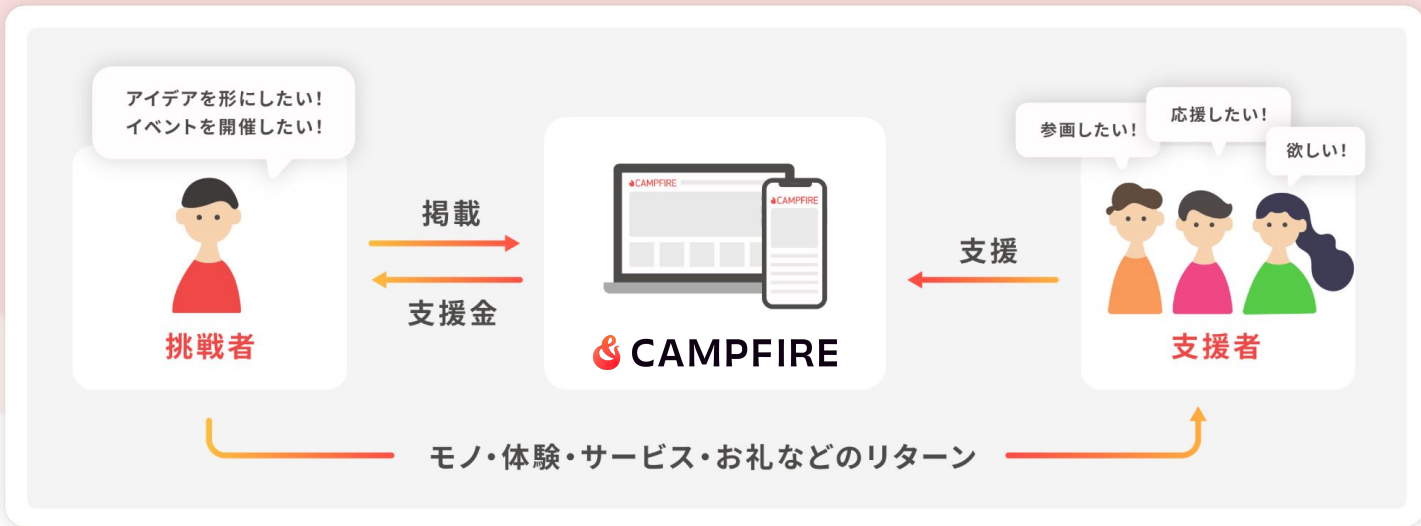 アイデアを形にしたい!
イベントを開催したい!
挑戦者
掲載
支援金
CAMPFIRE
CAMPFIRE
CAMPFIRE
支援
参画したい!
応援したい!
欲しい!
支援者
モノ・体験・サービス・お礼などのリターン